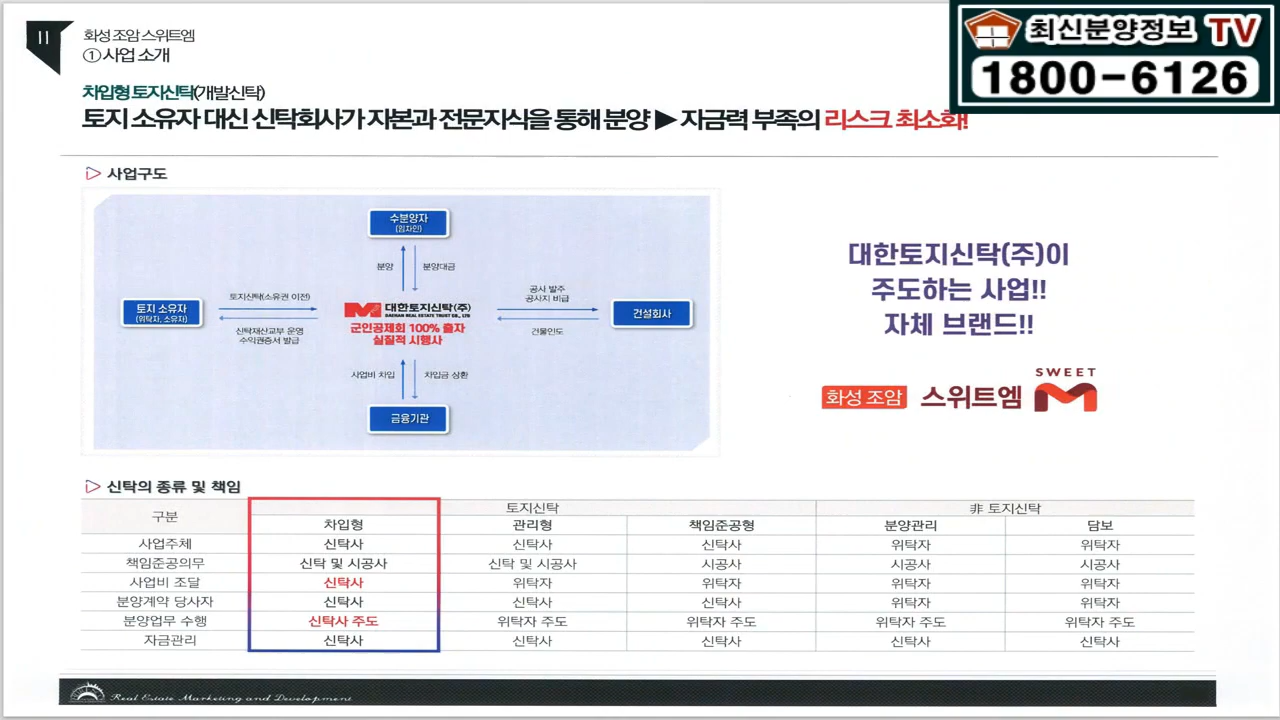 II
화성 조암 스위트엠
① 사업 소개
최신분양정보 TV
1800-6126
차입형 토지신탁(개발신탁)
토지 소유자 대신 신탁회사가 자본과 전문지식을 통해 분양 ▶ 자금력 부족의 리스크 최소화!
▷ 사업구도
수분양자
(임차인)
분양
분양대금
토지 소유자
(위탁자, 소유자)
토지신탁(소유권 이전)
신탁재산교부 운영
수익권증서 발급
대한토지신탁(주)
DAEHAN REAL ESTATE TRUST CO., LTD
군인공제회 100% 출자
실질적 시행사
공사 발주
공사지 비급
건물인도
건설회사
사업비 차입
차입금 상환
금융기관
대한토지신탁(주)이
주도하는 사업!!
자체 브랜드!!
화성 조암 스위트엠 SWEET M
▷ 신탁의 종류 및 책임
구분 토지신탁 非 토지신탁
차입형 관리형 책임준공형 분양관리 담보
사업주체 신탁사 신탁사 신탁사 위탁자 위탁자
책임준공의무 신탁 및 시공사 신탁 및 시공사 시공사 시공사 시공사
사업비 조달 신탁사 위탁자 위탁자 위탁자 위탁자
분양계약 당사자 신탁사 신탁사 신탁사 위탁자 위탁자
분양업무 수행 신탁사 주도 위탁자 주도 위탁자 주도 위탁자 주도 위탁자 주도
자금관리 신탁사 신탁사 신탁사 신탁사 신탁사
Real Estate Marketing and Development